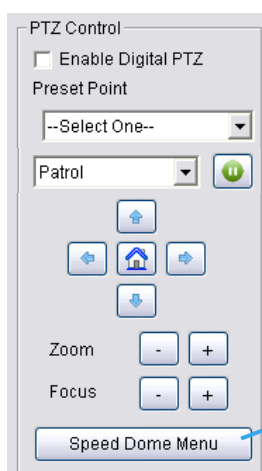 PTZ Control
Enable Digital PTZ
Preset Point
--Select One--
Patrol
Zoom - +
Focus - +
Speed Dome Menu